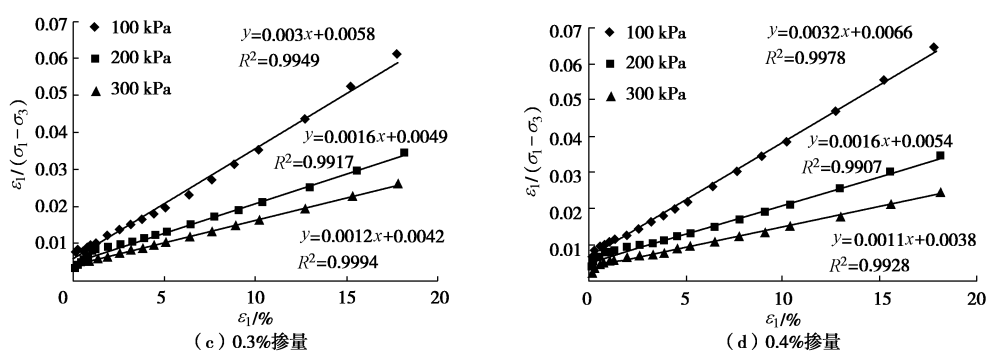 ε₁/(σ₁−σ₃)
0.07
0.06
0.05
0.04
0.03
0.02
0.01
100 kPa
200 kPa
300 kPa
y=0.003x+0.0058
R²=0.9949
y=0.0016x+0.0049
R²=0.9917
y=0.0012x+0.0042
R²=0.9994
0 5 10 15 20
ε₁/%
(c) 0.3%掺量
ε₁/(σ₁−σ₃)
0.07
0.06
0.05
0.04
0.03
0.02
0.01
100 kPa
200 kPa
300 kPa
y=0.0032x+0.0066
R²=0.9978
y=0.0016x+0.0054
R²=0.9907
y=0.0011x+0.0038
R²=0.9928
0 5 10 15 20
ε₁/%
(d) 0.4%掺量